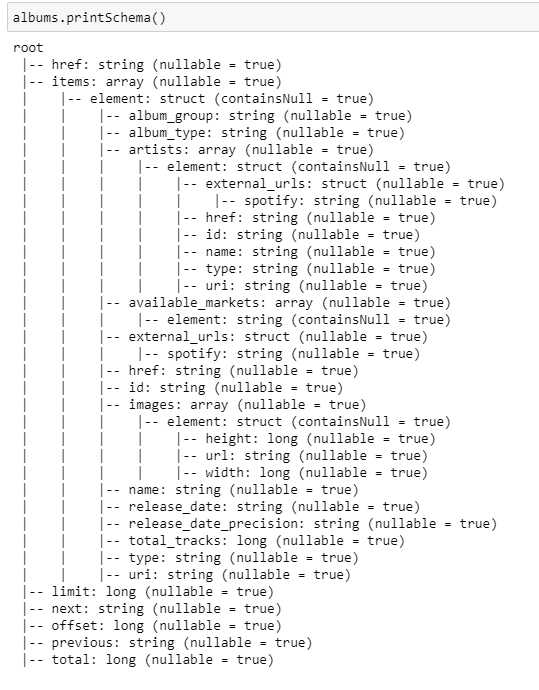 albums.printSchema()
root
 |-- href: string (nullable = true)
 |-- items: array (nullable = true)
 |    |-- element: struct (containsNull = true)
 |    |    |-- album_group: string (nullable = true)
 |    |    |-- album_type: string (nullable = true)
 |    |    |-- artists: array (nullable = true)
 |    |    |    |-- element: struct (containsNull = true)
 |    |    |    |    |-- external_urls: struct (nullable = true)
 |    |    |    |    |    |-- spotify: string (nullable = true)
 |    |    |    |    |-- href: string (nullable = true)
 |    |    |    |    |-- id: string (nullable = true)
 |    |    |    |    |-- name: string (nullable = true)
 |    |    |    |    |-- type: string (nullable = true)
 |    |    |    |    |-- uri: string (nullable = true)
 |    |    |-- available_markets: array (nullable = true)
 |    |    |    |-- element: string (containsNull = true)
 |    |    |-- external_urls: struct (nullable = true)
 |    |    |    |-- spotify: string (nullable = true)
 |    |    |-- href: string (nullable = true)
 |    |    |-- id: string (nullable = true)
 |    |    |-- images: array (nullable = true)
 |    |    |    |-- element: struct (containsNull = true)
 |    |    |    |    |-- height: long (nullable = true)
 |    |    |    |    |-- url: string (nullable = true)
 |    |    |    |    |-- width: long (nullable = true)
 |    |    |-- name: string (nullable = true)
 |    |    |-- release_date: string (nullable = true)
 |    |    |-- release_date_precision: string (nullable = true)
 |    |    |-- total_tracks: long (nullable = true)
 |    |    |-- type: string (nullable = true)
 |    |    |-- uri: string (nullable = true)
 |-- limit: long (nullable = true)
 |-- next: string (nullable = true)
 |-- offset: long (nullable = true)
 |-- previous: string (nullable = true)
 |-- total: long (nullable = true)